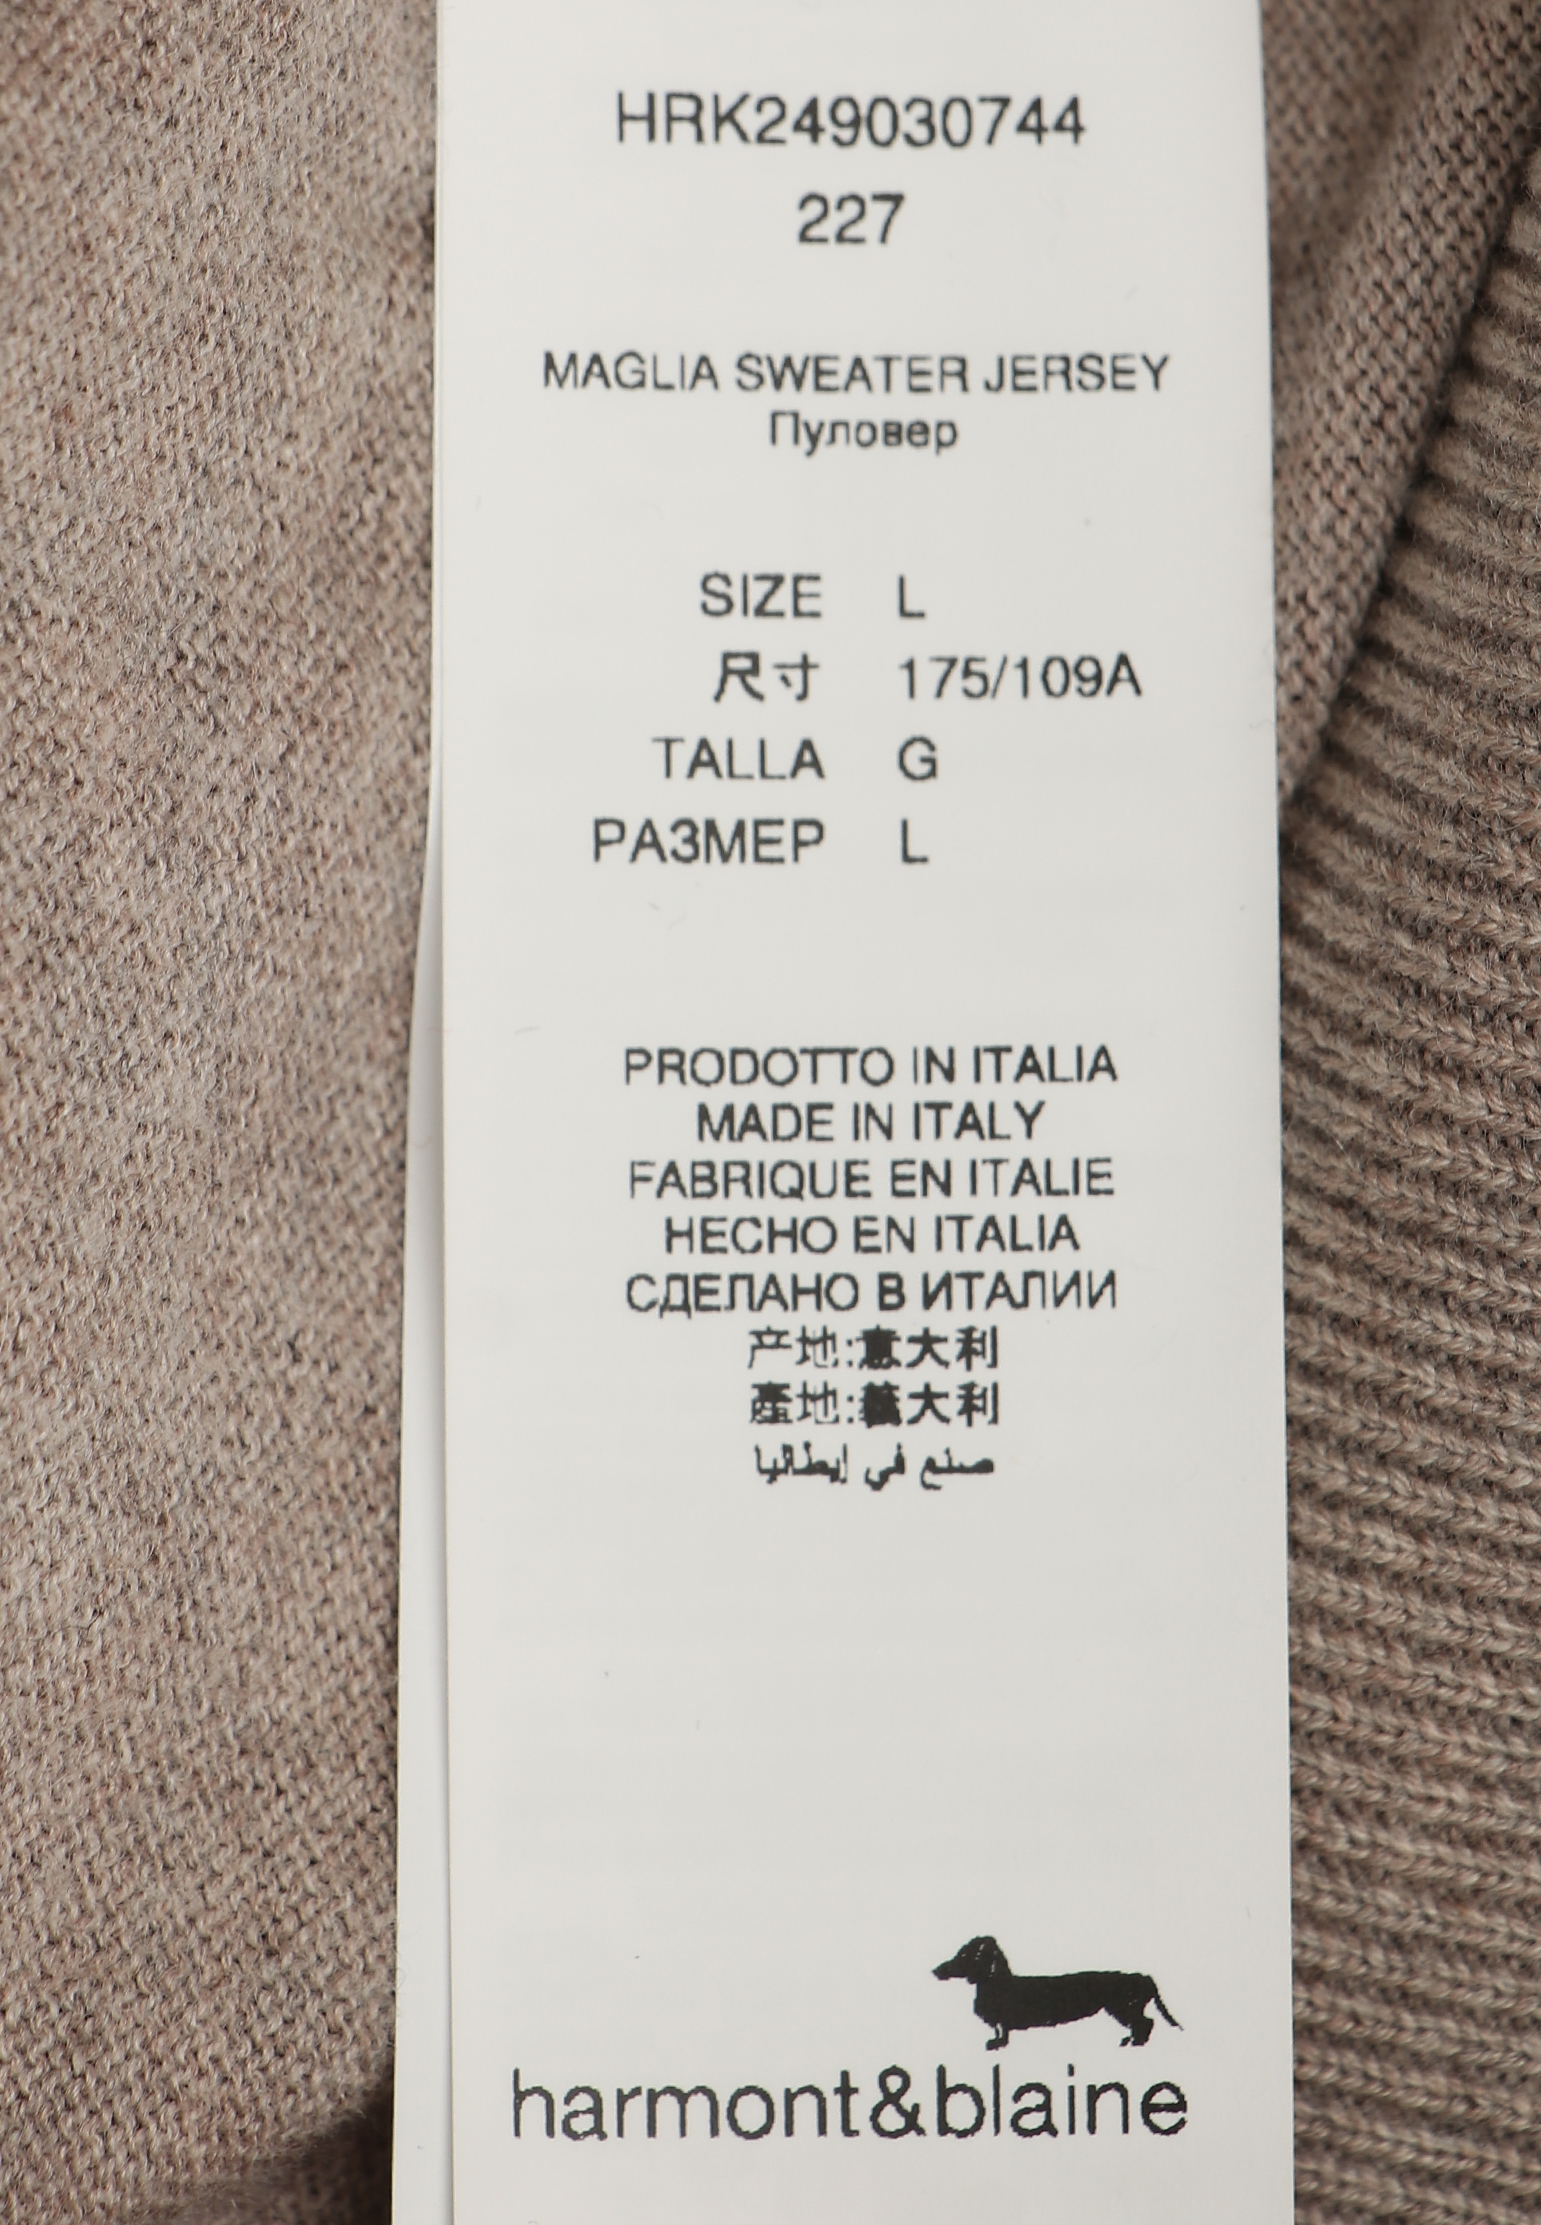 HRK249030744
227
MAGLIA SWEATER JERSEY
Пуловер
SIZE L
尺寸 175/109A
TALLA G
РАЗМЕР L
PRODOTTO IN ITALIA
MADE IN ITALY
FABRIQUE EN ITALIE
HECHO EN ITALIA
СДЕЛАНО В ИТАЛИИ
产地:意大利
產地:義大利
صنع في إيطاليا
harmont&blaine